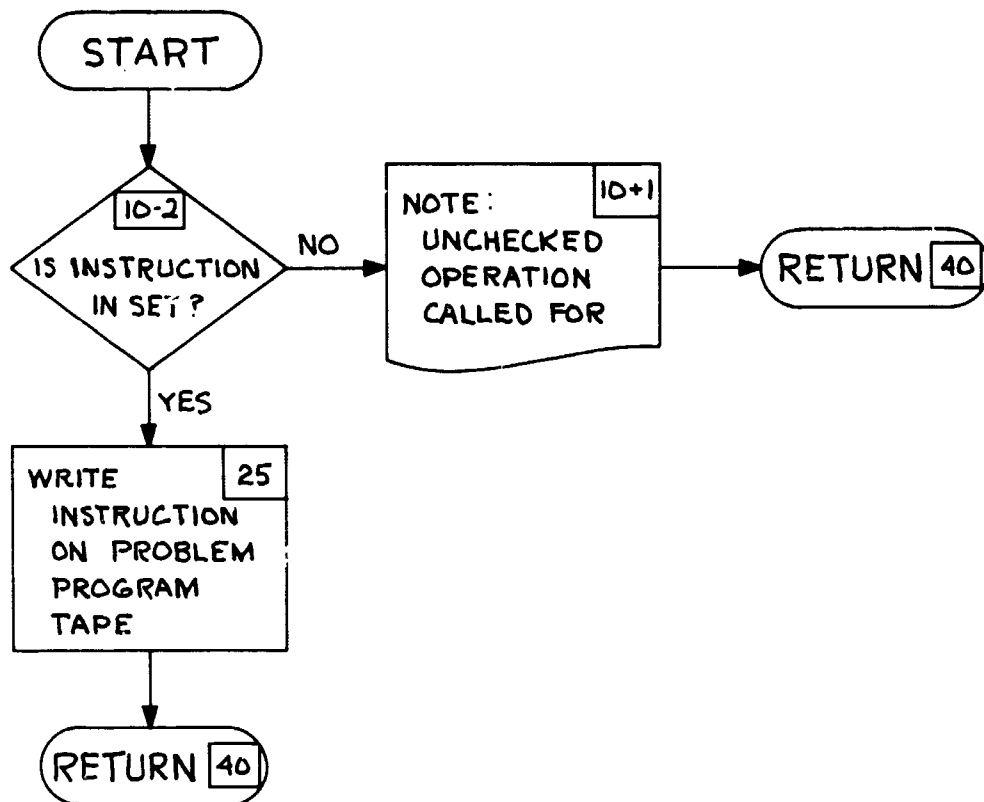 START
10-2
IS INSTRUCTION
IN SET?
NO
10+1
NOTE:
UNCHECKED
OPERATION
CALLED FOR
RETURN 40
YES
25
WRITE
INSTRUCTION
ON PROBLEM
PROGRAM
TAPE
RETURN 40